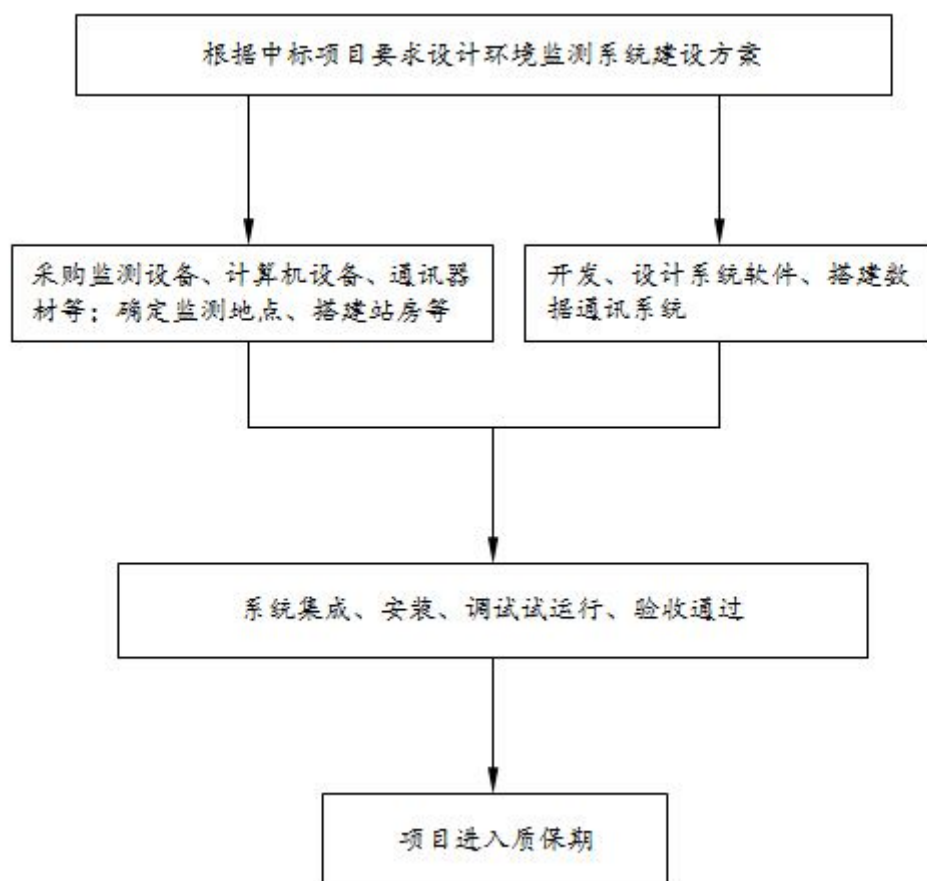 根据中标项目要求设计环境监测系统建设方案
采购监测设备、计算机设备、通讯器
材等；确定监测地点、搭建站房等
开发、设计系统软件、搭建数
据通讯系统
系统集成、安装、调试试运行、验收通过
项目进入质保期